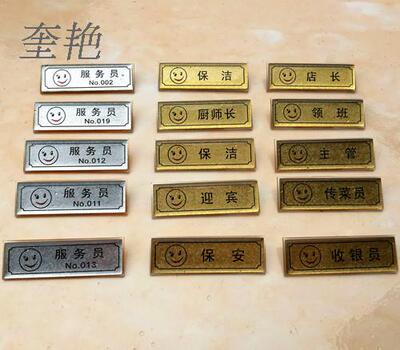 奎艳
服务员
No.002
保洁
店长
服务员
No.019
厨师长
领班
服务员
No.012
保洁
主管
服务员
No.011
迎宾
传菜员
服务员
No.013
保安
收银员